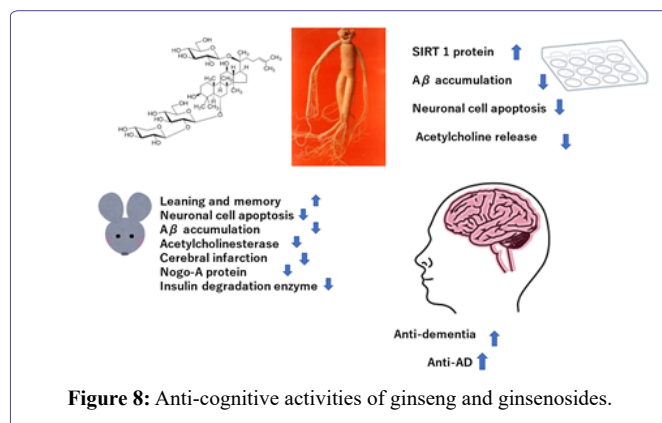 SIRT 1 protein
Aβ accumulation
Neuronal cell apoptosis
Acetylcholine release
Leaning and memory
Neuronal cell apoptosis
Aβ accumulation
Acetylcholinesterase
Cerebral infarction
Nogo-A protein
Insulin degradation enzyme
Anti-dementia
Anti-AD
Figure 8: Anti-cognitive activities of ginseng and ginsenosides.